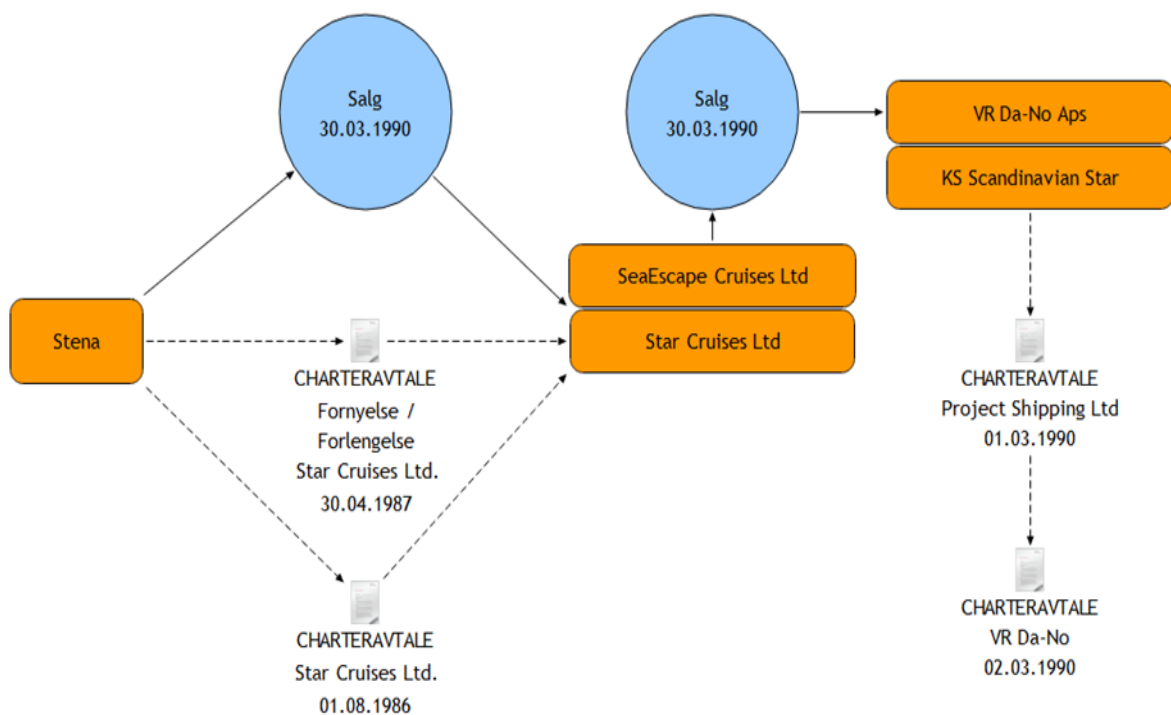 Salg
30.03.1990
Salg
30.03.1990
VR Da-No Aps
KS Scandinavian Star
SeaEscape Cruises Ltd
Star Cruises Ltd
Stena
CHARTERAVTALE
Fornyelse /
Forlengelse
Star Cruises Ltd.
30.04.1987
CHARTERAVTALE
Project Shipping Ltd
01.03.1990
CHARTERAVTALE
Star Cruises Ltd.
01.08.1986
CHARTERAVTALE
VR Da-No
02.03.1990